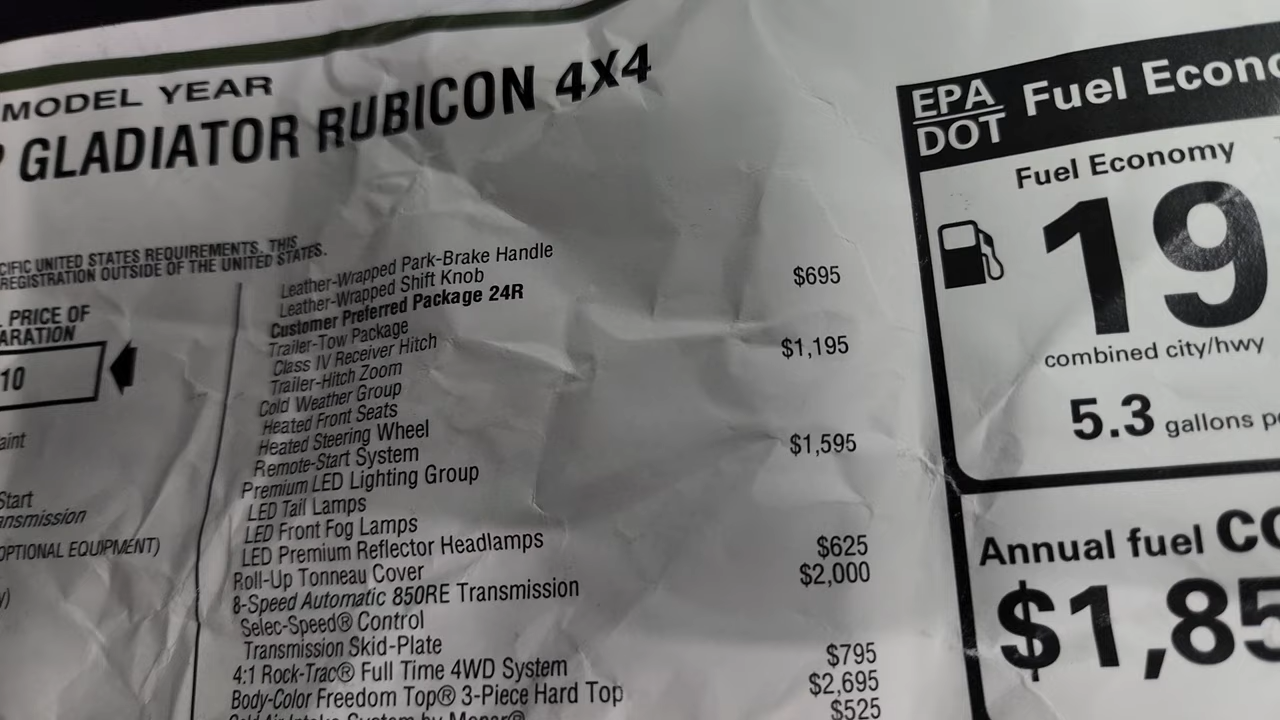 MODEL YEAR
GLADIATOR RUBICON 4X4
CIFIC UNITED STATES REQUIREMENTS. THIS
REGISTRATION OUTSIDE OF THE UNITED STATES.
PRICE OF
ARATION
10
aint
Start
ansmission
OPTIONAL EQUIPMENT)
Leather-Wrapped Park-Brake Handle
Leather-Wrapped Shift Knob
Customer Preferred Package 24R
Trailer-Tow Package $695
Class IV Receiver Hitch
Trailer-Hitch Zoom
Cold Weather Group $1,195
Heated Front Seats
Heated Steering Wheel
Remote-Start System
Premium LED Lighting Group $1,595
LED Tail Lamps
LED Front Fog Lamps
LED Premium Reflector Headlamps
Roll-Up Tonneau Cover $625
8-Speed Automatic 850RE Transmission $2,000
Selec-Speed® Control
Transmission Skid-Plate
4:1 Rock-Trac® Full Time 4WD System $795
Body-Color Freedom Top® 3-Piece Hard Top $2,695
Cold Air Intake System by Mopar® $525
EPA
DOT
Fuel Econo
Fuel Economy
19
combined city/hwy
5.3 gallons pe
Annual fuel CO
$1,85